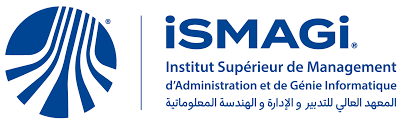 iSMAGi®
Institut Supérieur de Management
d'Administration et de Génie Informatique
المعهد العالي للتدبير و الإدارة و الهندسة المعلوماتية